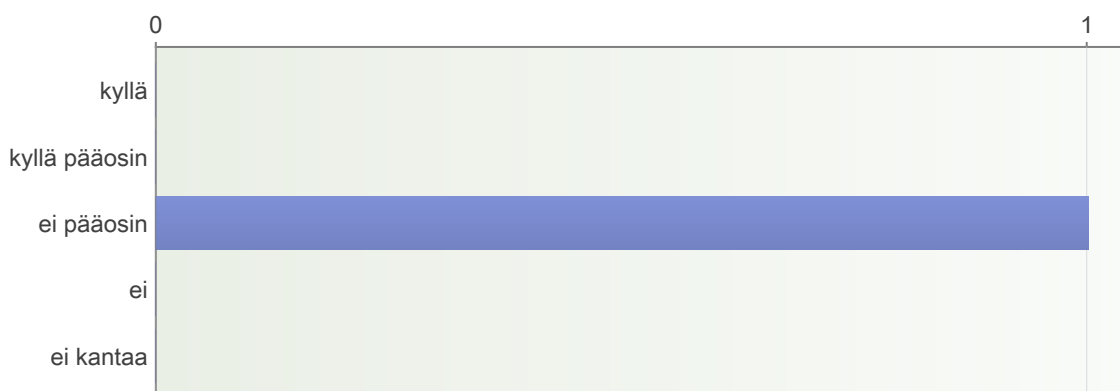 0 1
kyllä
kyllä pääosin
ei pääosin
ei
ei kantaa